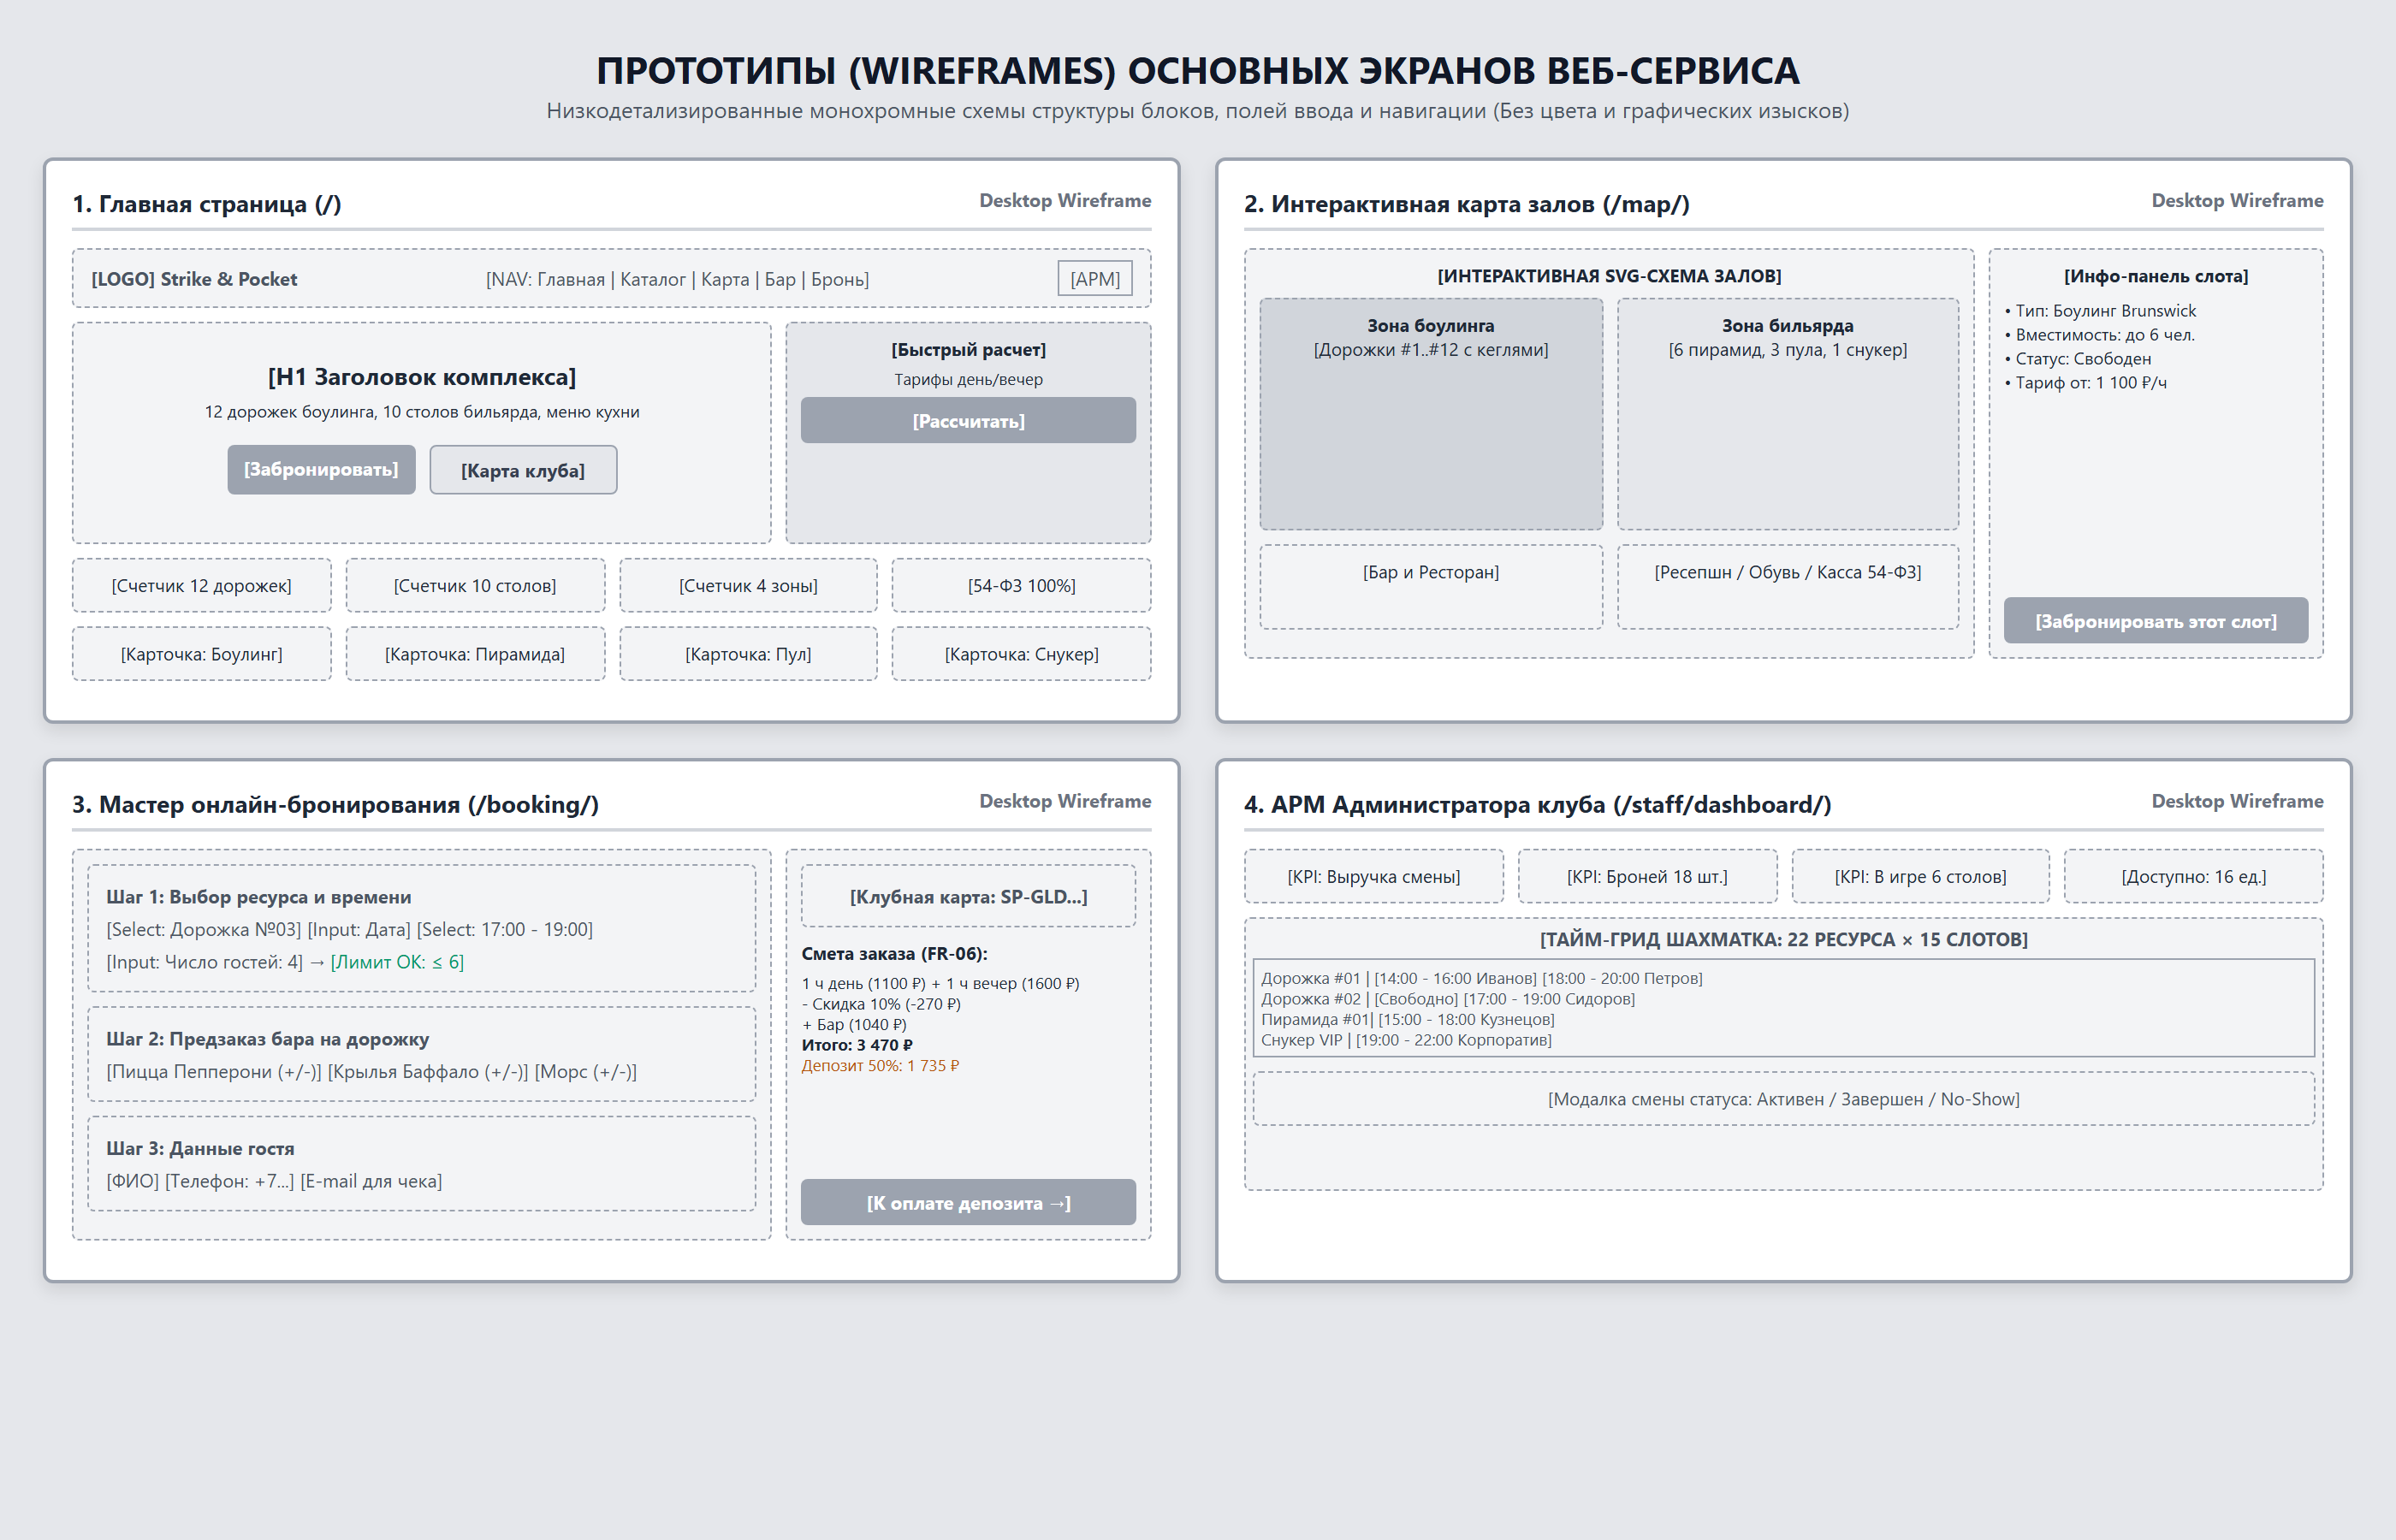 ПРОТОТИПЫ (WIREFRAMES) ОСНОВНЫХ ЭКРАНОВ ВЕБ-СЕРВИСА
Низкодетализированные монохромные схемы структуры блоков, полей ввода и навигации (Без цвета и графических изысков)
1. Главная страница (/)
Desktop Wireframe
[LOGO] Strike & Pocket
[NAV: Главная | Каталог | Карта | Бар | Бронь]
[АРМ]
[H1 Заголовок комплекса]
12 дорожек боулинга, 10 столов бильярда, меню кухни
[Забронировать]
[Карта клуба]
[Быстрый расчет]
Тарифы день/вечер
[Рассчитать]
[Счетчик 12 дорожек]
[Счетчик 10 столов]
[Счетчик 4 зоны]
[54-ФЗ 100%]
[Карточка: Боулинг]
[Карточка: Пирамида]
[Карточка: Пул]
[Карточка: Снукер]
2. Интерактивная карта залов (/map/)
Desktop Wireframe
[ИНТЕРАКТИВНАЯ SVG-СХЕМА ЗАЛОВ]
Зона боулинга
[Дорожки #1..#12 с кеглями]
Зона бильярда
[6 пирамид, 3 пула, 1 снукер]
[Бар и Ресторан]
[Ресепшн / Обувь / Касса 54-ФЗ]
[Инфо-панель слота]
• Тип: Боулинг Brunswick
• Вместимость: до 6 чел.
• Статус: Свободен
• Тариф от: 1 100 ₽/ч
[Забронировать этот слот]
3. Мастер онлайн-бронирования (/booking/)
Desktop Wireframe
Шаг 1: Выбор ресурса и времени
[Select: Дорожка №03] [Input: Дата] [Select: 17:00 - 19:00]
[Input: Число гостей: 4] → [Лимит ОК: ≤ 6]
Шаг 2: Предзаказ бара на дорожку
[Пицца Пепперони (+/-)] [Крылья Баффало (+/-)] [Морс (+/-)]
Шаг 3: Данные гостя
[ФИО] [Телефон: +7...] [E-mail для чека]
[Клубная карта: SP-GLD...]
Смета заказа (FR-06):
1 ч день (1100 ₽) + 1 ч вечер (1600 ₽)
- Скидка 10% (-270 ₽)
+ Бар (1040 ₽)
Итого: 3 470 ₽
Депозит 50%: 1 735 ₽
[К оплате депозита →]
4. АРМ Администратора клуба (/staff/dashboard/)
Desktop Wireframe
[KPI: Выручка смены]
[KPI: Броней 18 шт.]
[KPI: В игре 6 столов]
[Доступно: 16 ед.]
[ТАЙМ-ГРИД ШАХМАТКА: 22 РЕСУРСА × 15 СЛОТОВ]
Дорожка #01 | [14:00 - 16:00 Иванов] [18:00 - 20:00 Петров]
Дорожка #02 | [Свободно] [17:00 - 19:00 Сидоров]
Пирамида #01| [15:00 - 18:00 Кузнецов]
Снукер VIP | [19:00 - 22:00 Корпоратив]
[Модалка смены статуса: Активен / Завершен / No-Show]